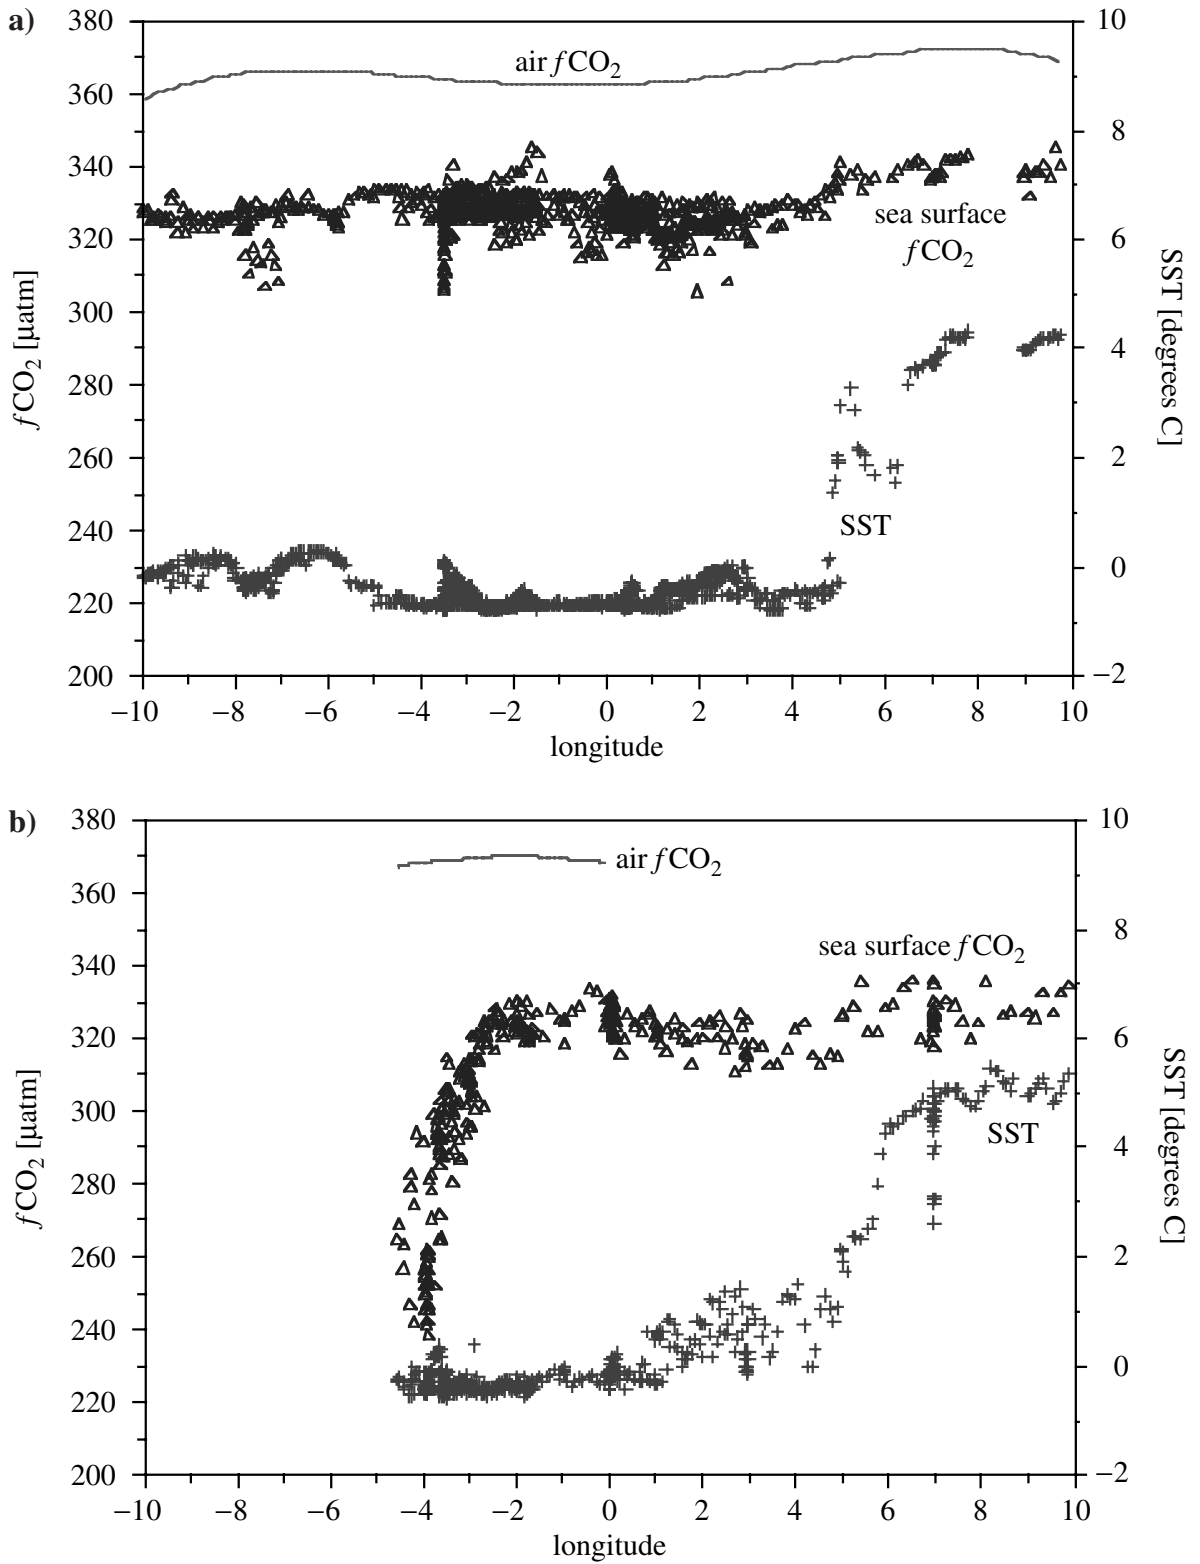 a)
380
360
340
320
300
280
260
240
220
200
fCO2 [µatm]
air fCO2
sea surface
fCO2
SST
10
8
6
4
2
0
−2
SST [degrees C]
−10 −8 −6 −4 −2 0 2 4 6 8 10
longitude
b)
380
360
340
320
300
280
260
240
220
200
fCO2 [µatm]
air fCO2
sea surface fCO2
SST
10
8
6
4
2
0
−2
SST [degrees C]
−10 −8 −6 −4 −2 0 2 4 6 8 10
longitude